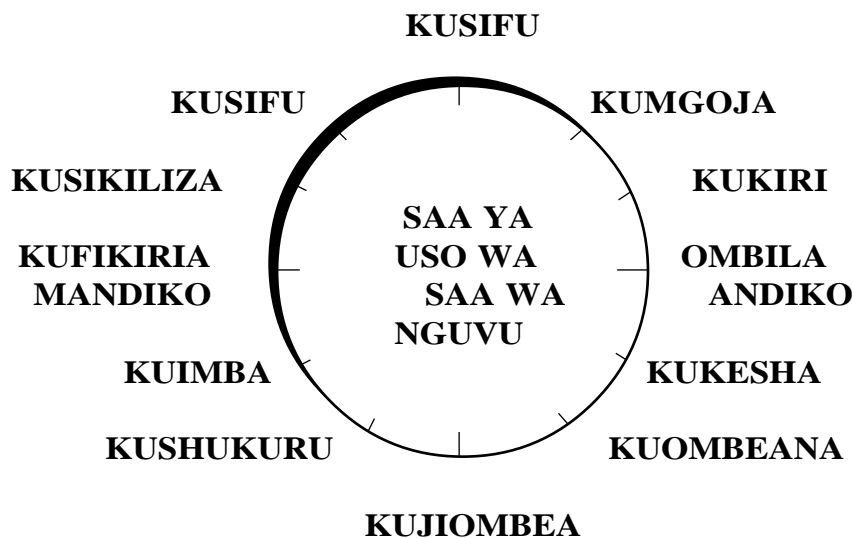 KUSIFU
KUSIFU
KUMGOJA
KUSIKILIZA
KUKIRI
SAA YA
USO WA
SAA WA
NGUVU
KUFIKIRIA
MANDIKO
OMBILA
ANDIKO
KUIMBA
KUKESHA
KUSHUKURU
KUOMBEANA
KUJIOMBEA